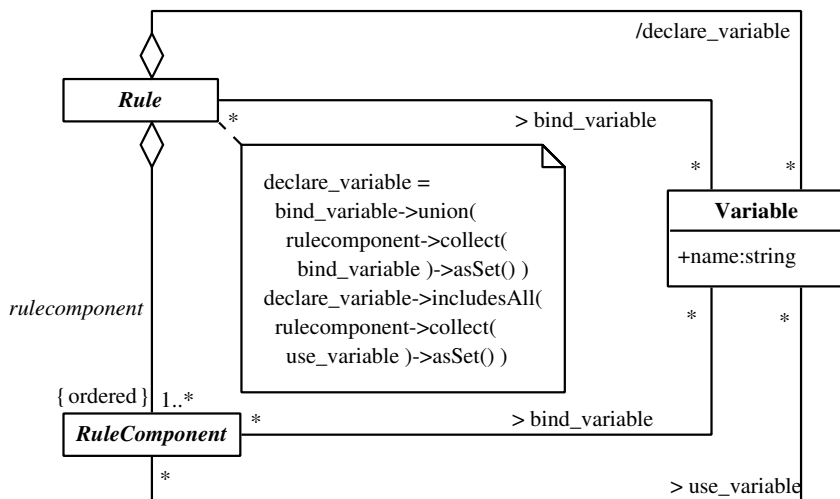 /declare_variable
Rule
*
> bind_variable
*
*
declare_variable =
bind_variable->union(
rulecomponent->collect(
bind_variable )->asSet() )
declare_variable->includesAll(
rulecomponent->collect(
use_variable )->asSet() )
Variable
+name:string
rulecomponent
*
*
{ ordered }
1..*
RuleComponent
*
> bind_variable
*
> use_variable